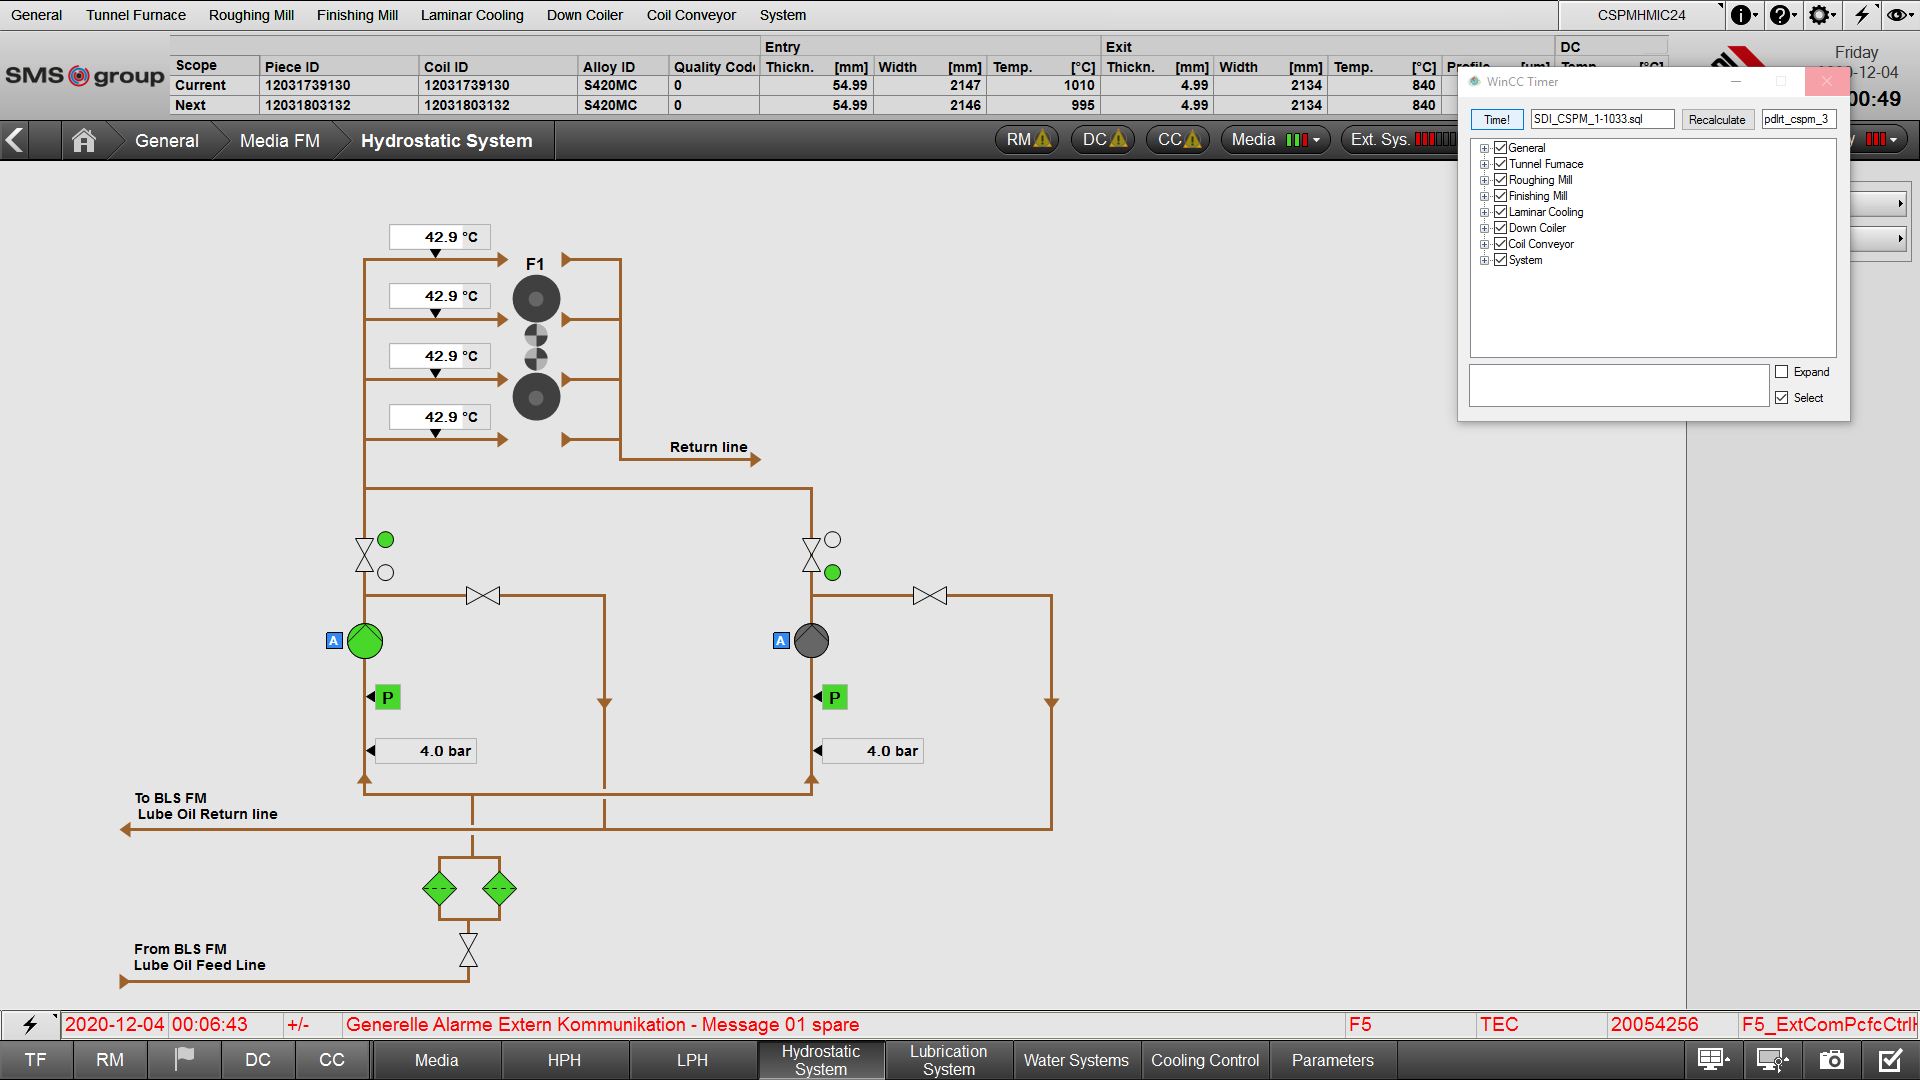 General Tunnel Furnace Roughing Mill Finishing Mill Laminar Cooling Down Coiler Coil Conveyor System CSPMHMIC24
SMS group
Entry Exit DC
Scope Piece ID Coil ID Alloy ID Quality Code Thickn. [mm] Width [mm] Temp. [°C] Thickn. [mm] Width [mm] Temp. [°C]
Current 12031739130 12031739130 S420MC 0 54.99 2147 1010 4.99 2134 840
Next 12031803132 12031803132 S420MC 0 54.99 2146 995 4.99 2134 840
Friday
-12-04
00:49
General Media FM Hydrostatic System RM DC CC Media Ext. Sys.
WinCC Timer
Time! SDI_CSPM_1-1033.sql Recalculate pdlrt_cspm_3
General
Tunnel Furnace
Roughing Mill
Finishing Mill
Laminar Cooling
Down Coiler
Coil Conveyor
System
Expand
Select
42.9 °C
F1
42.9 °C
42.9 °C
42.9 °C
Return line
A A
P P
4.0 bar 4.0 bar
To BLS FM
Lube Oil Return line
From BLS FM
Lube Oil Feed Line
2020-12-04 00:06:43 +/- Generelle Alarme Extern Kommunikation - Message 01 spare F5 TEC 20054256 F5_ExtComPcfcCtrl
TF RM DC CC Media HPH LPH Hydrostatic System Lubrication System Water Systems Cooling Control Parameters